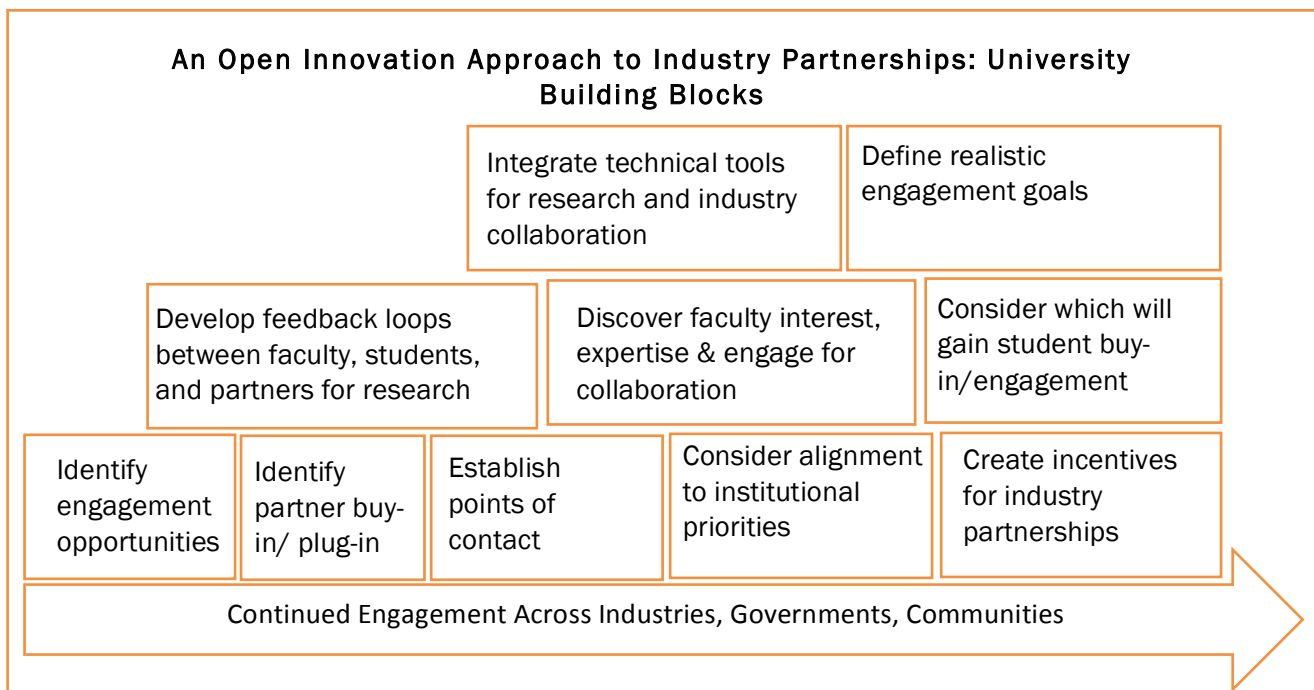 An Open Innovation Approach to Industry Partnerships: University
Building Blocks
Integrate technical tools
for research and industry
collaboration
Define realistic
engagement goals
Develop feedback loops
between faculty, students,
and partners for research
Discover faculty interest,
expertise & engage for
collaboration
Consider which will
gain student buy-
in/engagement
Identify
engagement
opportunities
Identify
partner buy-
in/ plug-in
Establish
points of
contact
Consider alignment
to institutional
priorities
Create incentives
for industry
partnerships
Continued Engagement Across Industries, Governments, Communities